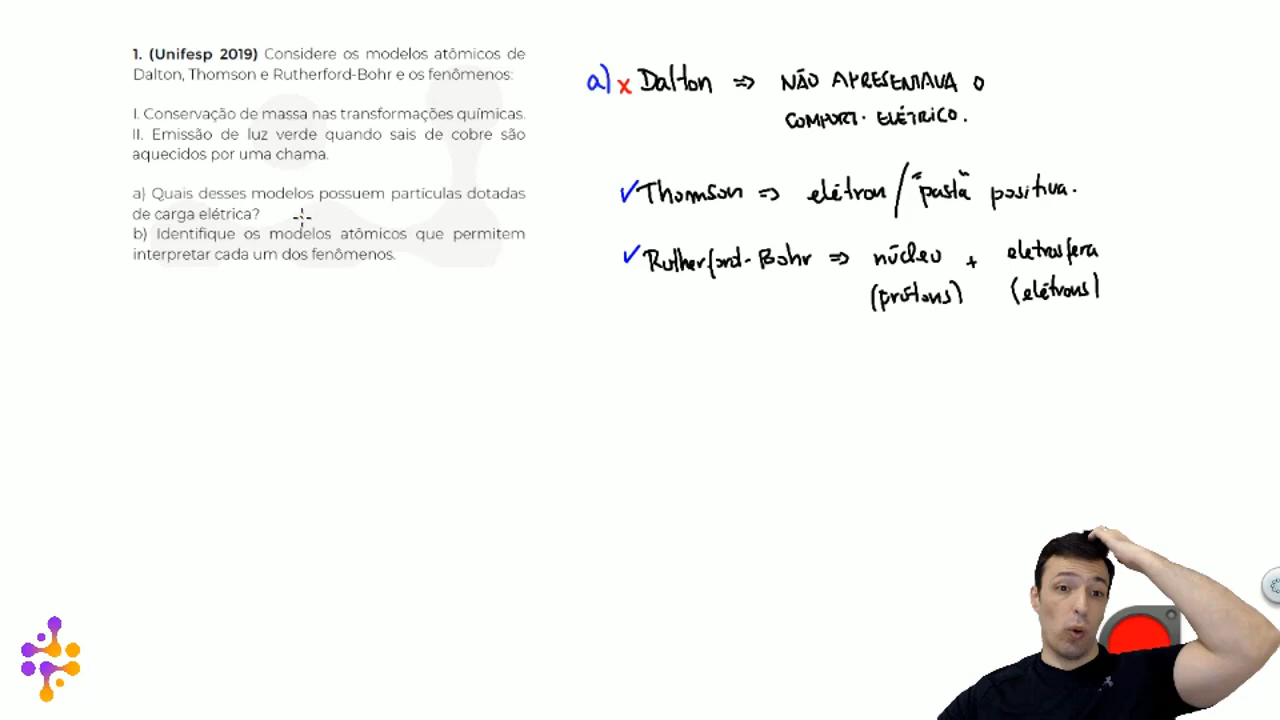 1. (Unifesp 2019) Considere os modelos atômicos de
Dalton, Thomson e Rutherford-Bohr e os fenômenos:
I. Conservação de massa nas transformações químicas.
II. Emissão de luz verde quando sais de cobre são
aquecidos por uma chama.
a) Quais desses modelos possuem partículas dotadas
de carga elétrica?
b) Identifique os modelos atômicos que permitem
interpretar cada um dos fenômenos.
a) x Dalton => NÃO APRESENTAVA O
COMPORT. ELÉTRICO.
✓Thomson => elétron / "pasta" positiva.
✓Rutherford-Bohr => núcleo + eletrosfera
(prótons) (elétrons)